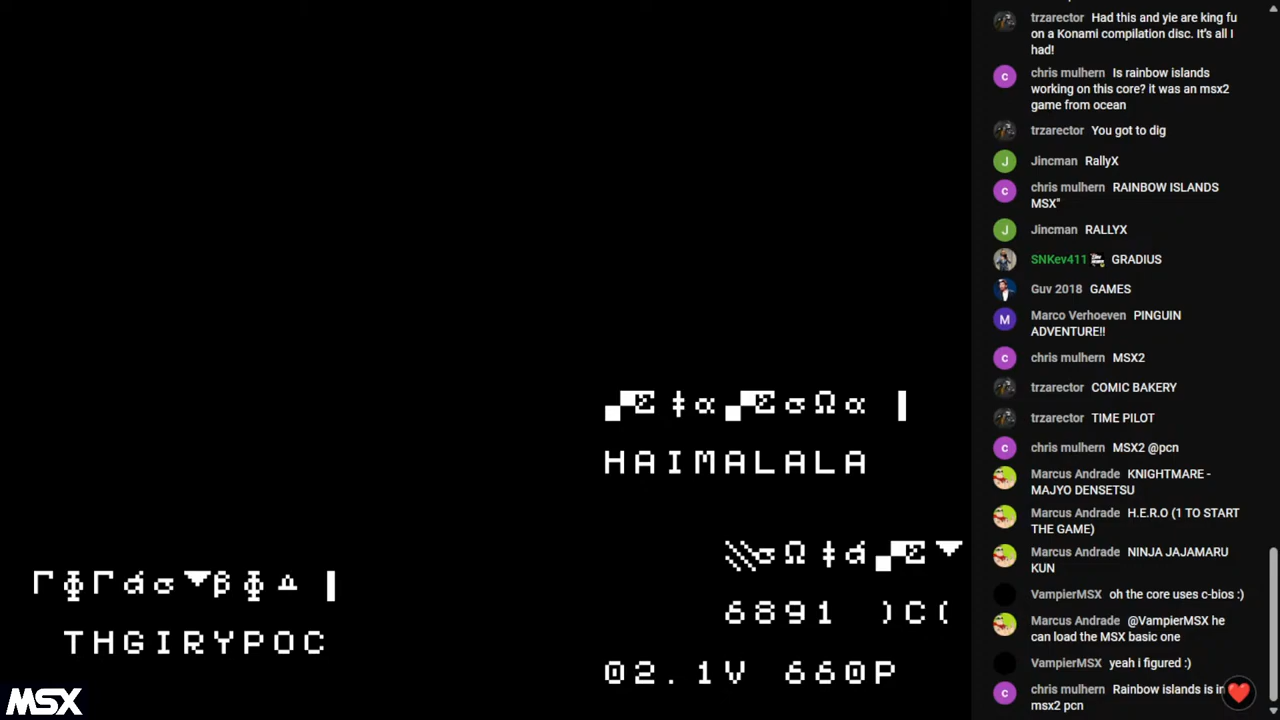 ▞Σ‡α▞ΣσΩα ▌
HAIMALALA
σΩ‡ά▞Σ▼
6891 )C(
ΓΦΓάσ▼βΦ ▌
THGIRYPOC
02.1V 660P
MSX
trzarector Had this and yie are king fu
on a Konami compilation disc. It's all I
had!
chris mulhern Is rainbow islands
working on this core? it was an msx2
game from ocean
trzarector You got to dig
Jincman RallyX
chris mulhern RAINBOW ISLANDS
MSX"
Jincman RALLYX
SNKev411 GRADIUS
Guv 2018 GAMES
Marco Verhoeven PINGUIN
ADVENTURE!!
chris mulhern MSX2
trzarector COMIC BAKERY
trzarector TIME PILOT
chris mulhern MSX2 @pcn
Marcus Andrade KNIGHTMARE -
MAJYO DENSETSU
Marcus Andrade H.E.R.O (1 TO START
THE GAME)
Marcus Andrade NINJA JAJAMARU
KUN
VampierMSX oh the core uses c-bios :)
Marcus Andrade @VampierMSX he
can load the MSX basic one
VampierMSX yeah i figured :)
chris mulhern Rainbow islands is in
msx2 pcn